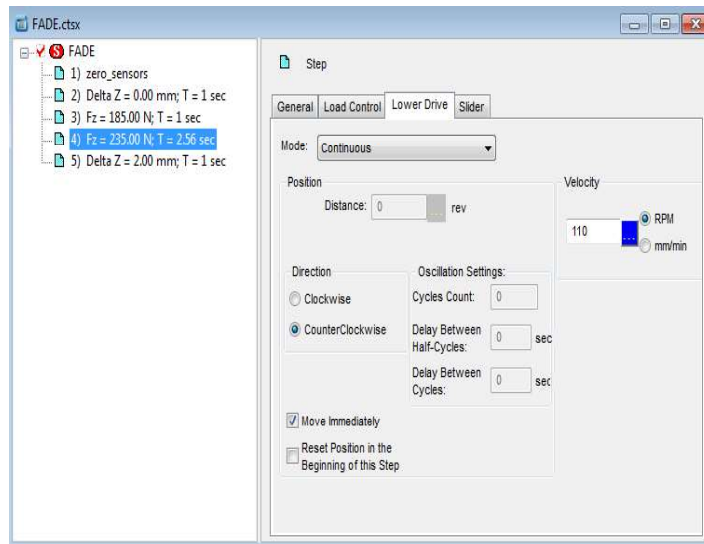 FADE.ctsx
FADE
1) zero_sensors
2) Delta Z = 0.00 mm; T = 1 sec
3) Fz = 185.00 N; T = 1 sec
4) Fz = 235.00 N; T = 2.56 sec
5) Delta Z = 2.00 mm; T = 1 sec
Step
General Load Control Lower Drive Slider
Mode: Continuous
Position
Distance: 0 ... rev
Velocity
110 ... RPM
mm/min
Direction
Clockwise
CounterClockwise
Oscillation Settings:
Cycles Count: 0
Delay Between
Half-Cycles: 0 sec
Delay Between
Cycles: 0 sec
Move Immediately
Reset Position in the
Beginning of this Step